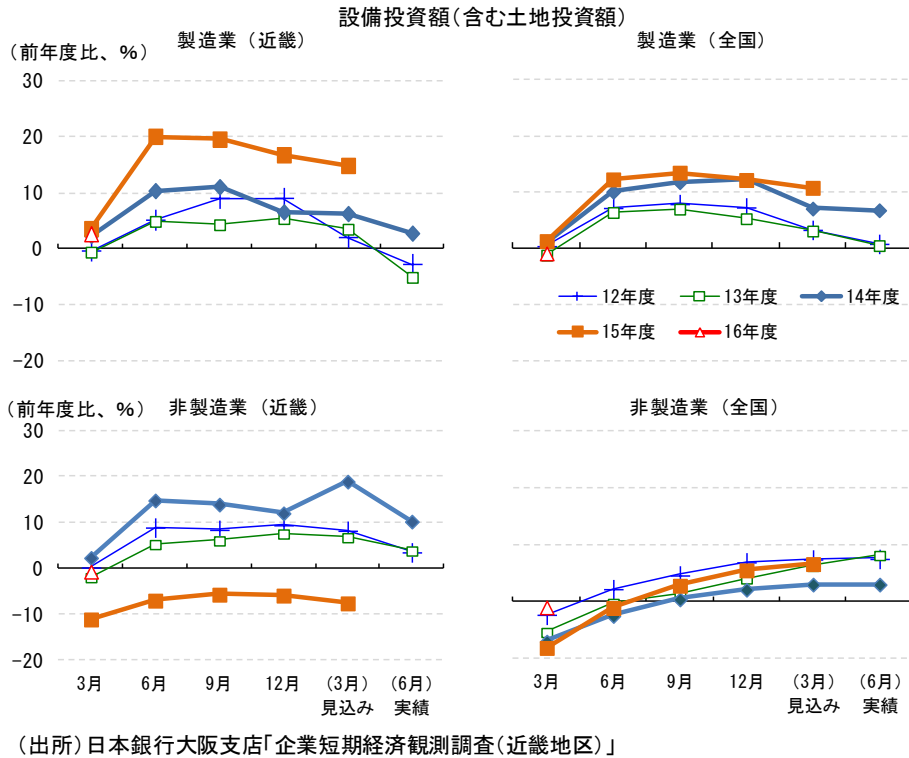 設備投資額(含む土地投資額)
(前年度比、%)
製造業(近畿)
製造業(全国)
30
20
10
0
-10
-20
12年度
13年度
14年度
15年度
16年度
(前年度比、%)
非製造業(近畿)
非製造業(全国)
30
20
10
0
-10
-20
3月
6月
9月
12月
(3月)
見込み
(6月)
実績
3月
6月
9月
12月
(3月)
見込み
(6月)
実績
(出所)日本銀行大阪支店「企業短期経済観測調査(近畿地区)」